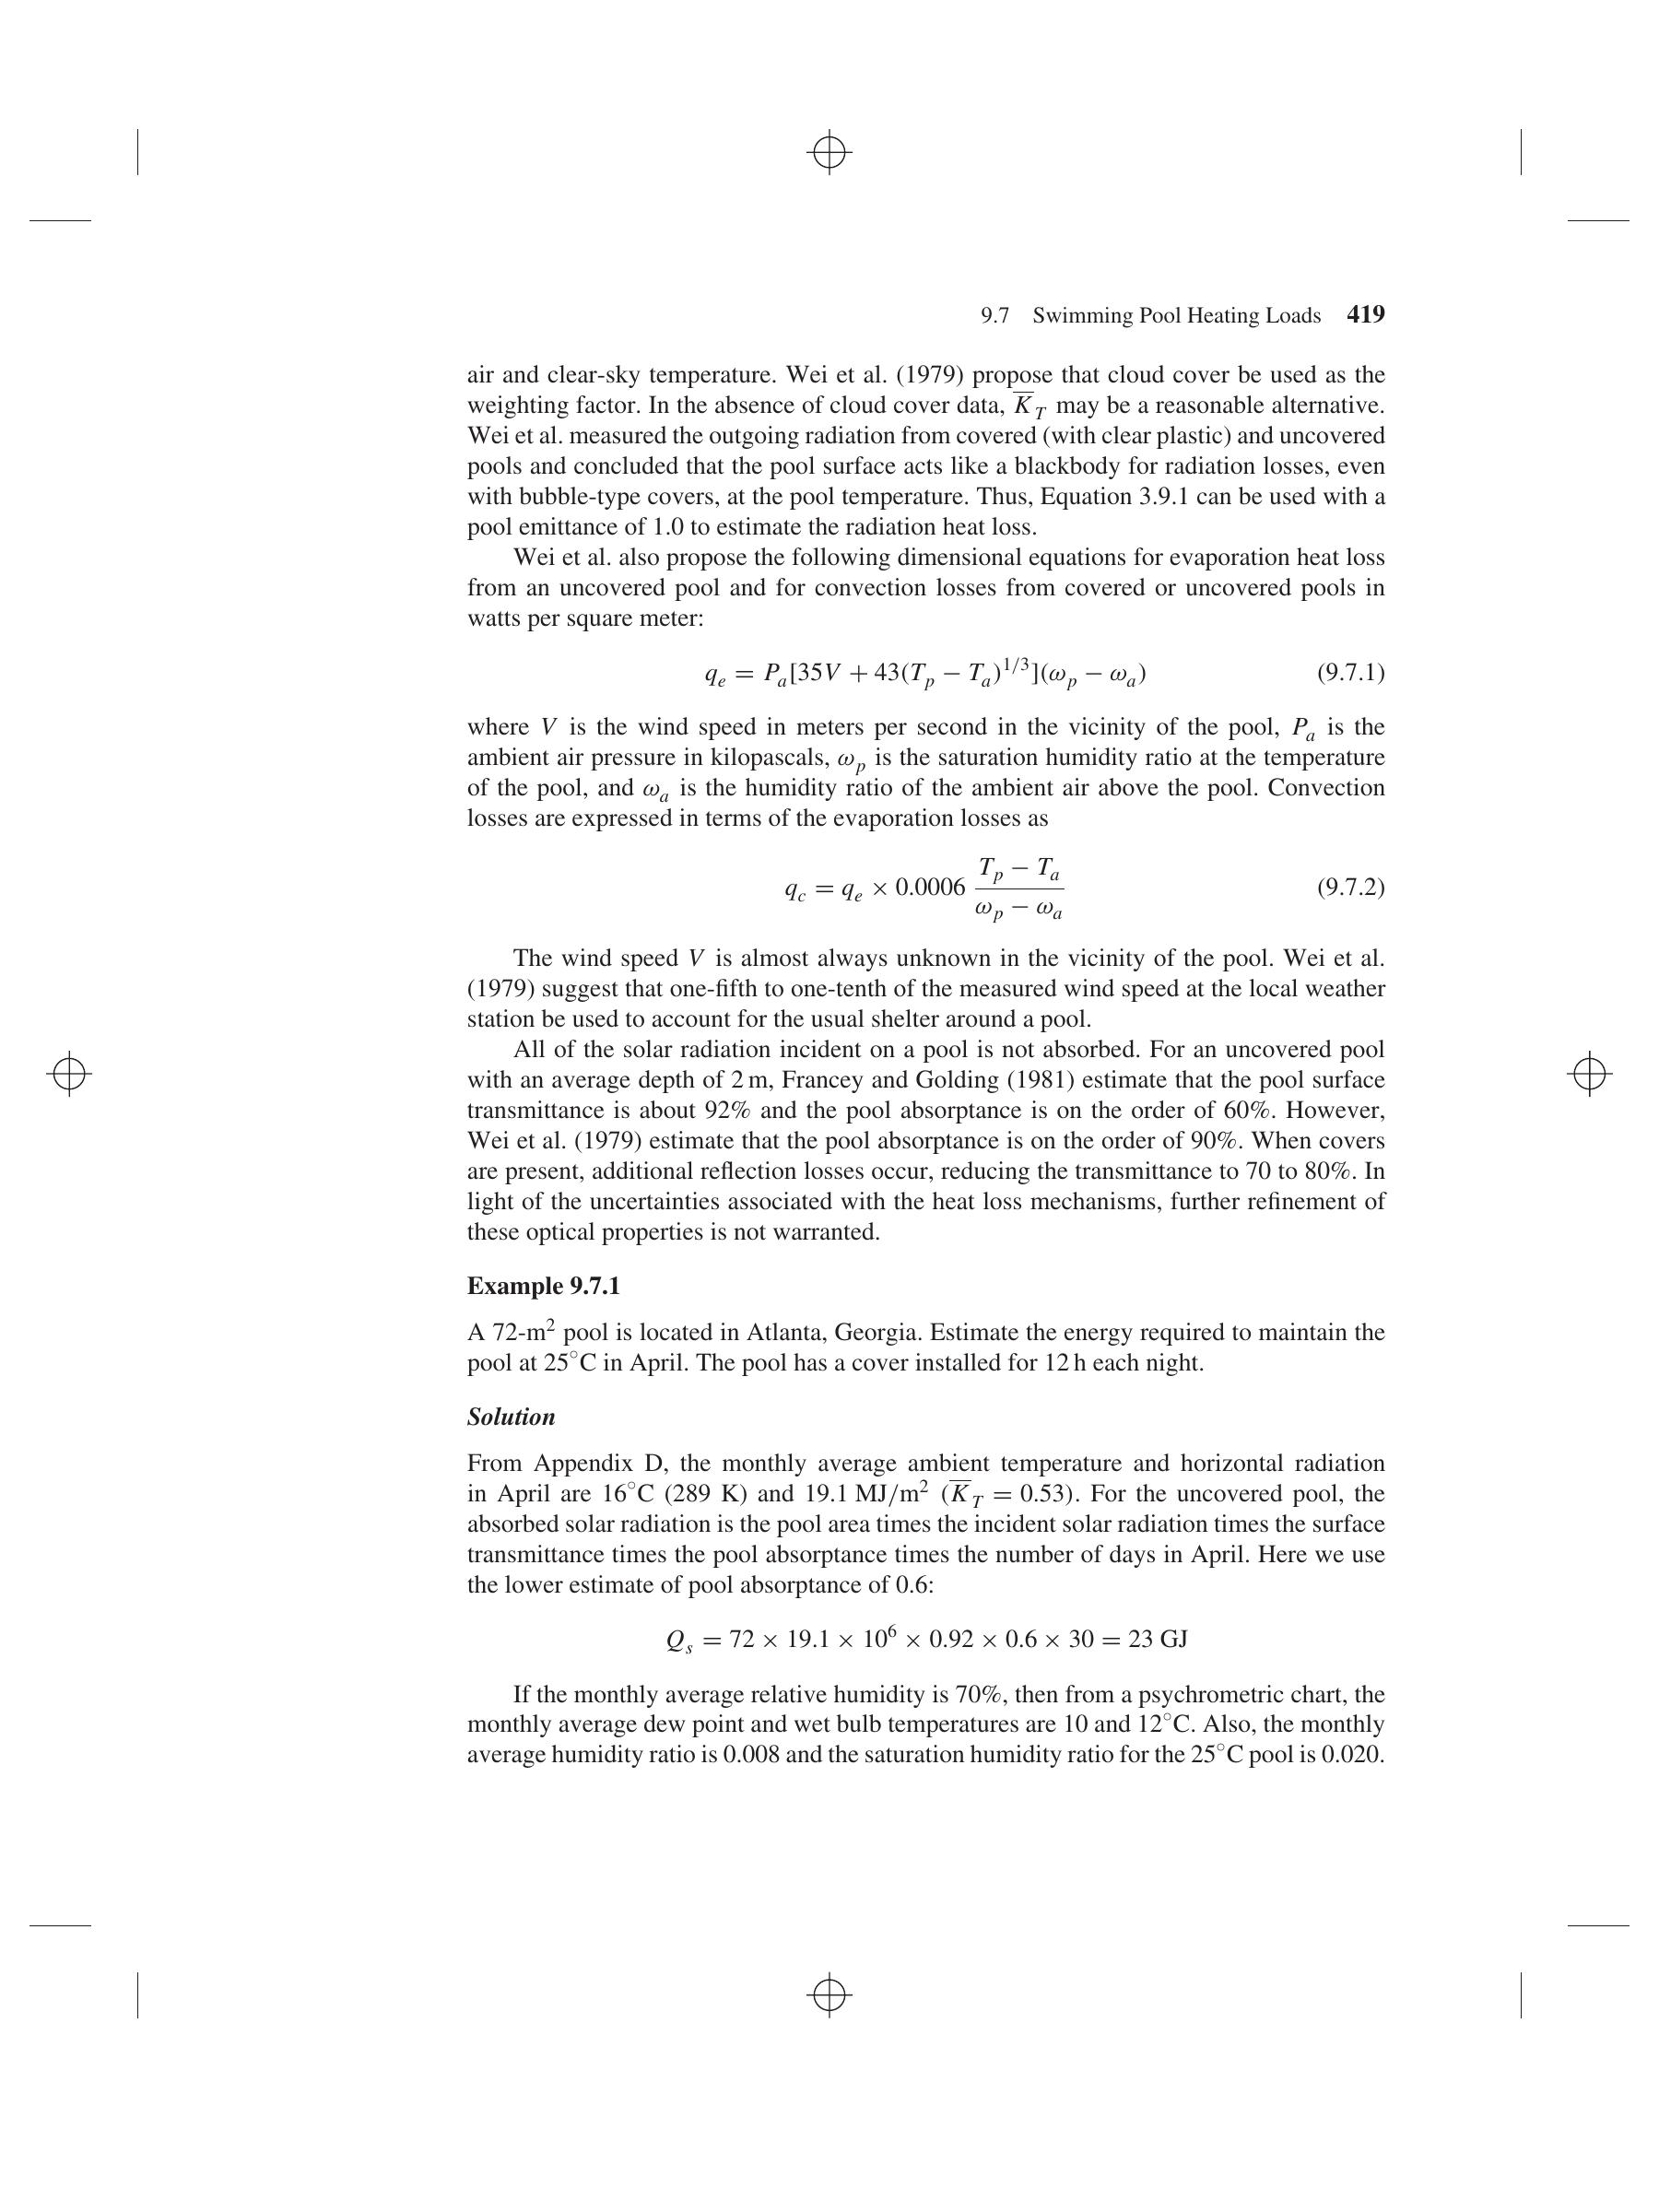 9.7 Swimming Pool Heating Loads 419
air and clear-sky temperature. Wei et al. (1979) propose that cloud cover be used as the
weighting factor. In the absence of cloud cover data, K̅_T may be a reasonable alternative.
Wei et al. measured the outgoing radiation from covered (with clear plastic) and uncovered
pools and concluded that the pool surface acts like a blackbody for radiation losses, even
with bubble-type covers, at the pool temperature. Thus, Equation 3.9.1 can be used with a
pool emittance of 1.0 to estimate the radiation heat loss.
Wei et al. also propose the following dimensional equations for evaporation heat loss
from an uncovered pool and for convection losses from covered or uncovered pools in
watts per square meter:
q_e = P_a[35V + 43(T_p − T_a)^{1/3}](ω_p − ω_a) (9.7.1)
where V is the wind speed in meters per second in the vicinity of the pool, P_a is the
ambient air pressure in kilopascals, ω_p is the saturation humidity ratio at the temperature
of the pool, and ω_a is the humidity ratio of the ambient air above the pool. Convection
losses are expressed in terms of the evaporation losses as
q_c = q_e × 0.0006 (T_p − T_a)/(ω_p − ω_a) (9.7.2)
The wind speed V is almost always unknown in the vicinity of the pool. Wei et al.
(1979) suggest that one-fifth to one-tenth of the measured wind speed at the local weather
station be used to account for the usual shelter around a pool.
All of the solar radiation incident on a pool is not absorbed. For an uncovered pool
with an average depth of 2 m, Francey and Golding (1981) estimate that the pool surface
transmittance is about 92% and the pool absorptance is on the order of 60%. However,
Wei et al. (1979) estimate that the pool absorptance is on the order of 90%. When covers
are present, additional reflection losses occur, reducing the transmittance to 70 to 80%. In
light of the uncertainties associated with the heat loss mechanisms, further refinement of
these optical properties is not warranted.
Example 9.7.1
A 72-m² pool is located in Atlanta, Georgia. Estimate the energy required to maintain the
pool at 25°C in April. The pool has a cover installed for 12 h each night.
Solution
From Appendix D, the monthly average ambient temperature and horizontal radiation
in April are 16°C (289 K) and 19.1 MJ/m² (K̅_T = 0.53). For the uncovered pool, the
absorbed solar radiation is the pool area times the incident solar radiation times the surface
transmittance times the pool absorptance times the number of days in April. Here we use
the lower estimate of pool absorptance of 0.6:
Q_s = 72 × 19.1 × 10⁶ × 0.92 × 0.6 × 30 = 23 GJ
If the monthly average relative humidity is 70%, then from a psychrometric chart, the
monthly average dew point and wet bulb temperatures are 10 and 12°C. Also, the monthly
average humidity ratio is 0.008 and the saturation humidity ratio for the 25°C pool is 0.020.